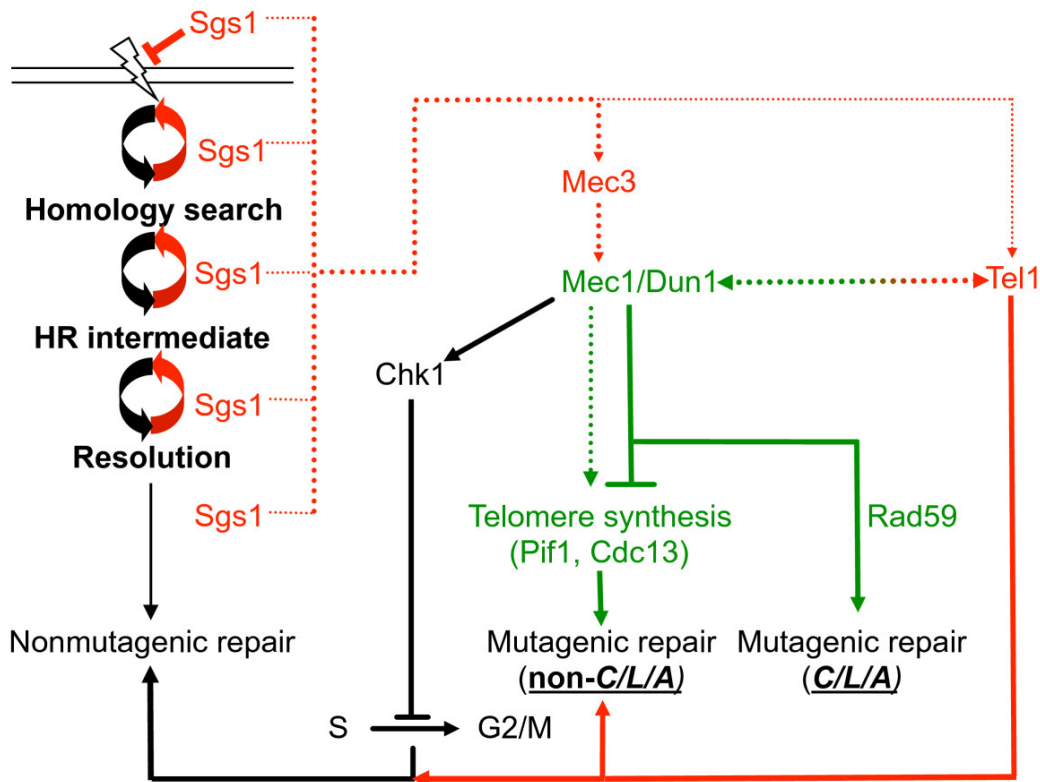 Sgs1
Sgs1
Homology search
Sgs1
HR intermediate
Sgs1
Resolution
Sgs1
Nonmutagenic repair
Mec3
Mec1/Dun1
Tel1
Chk1
Telomere synthesis
(Pif1, Cdc13)
Rad59
Mutagenic repair
(non-C/L/A)
Mutagenic repair
(C/L/A)
S
G2/M